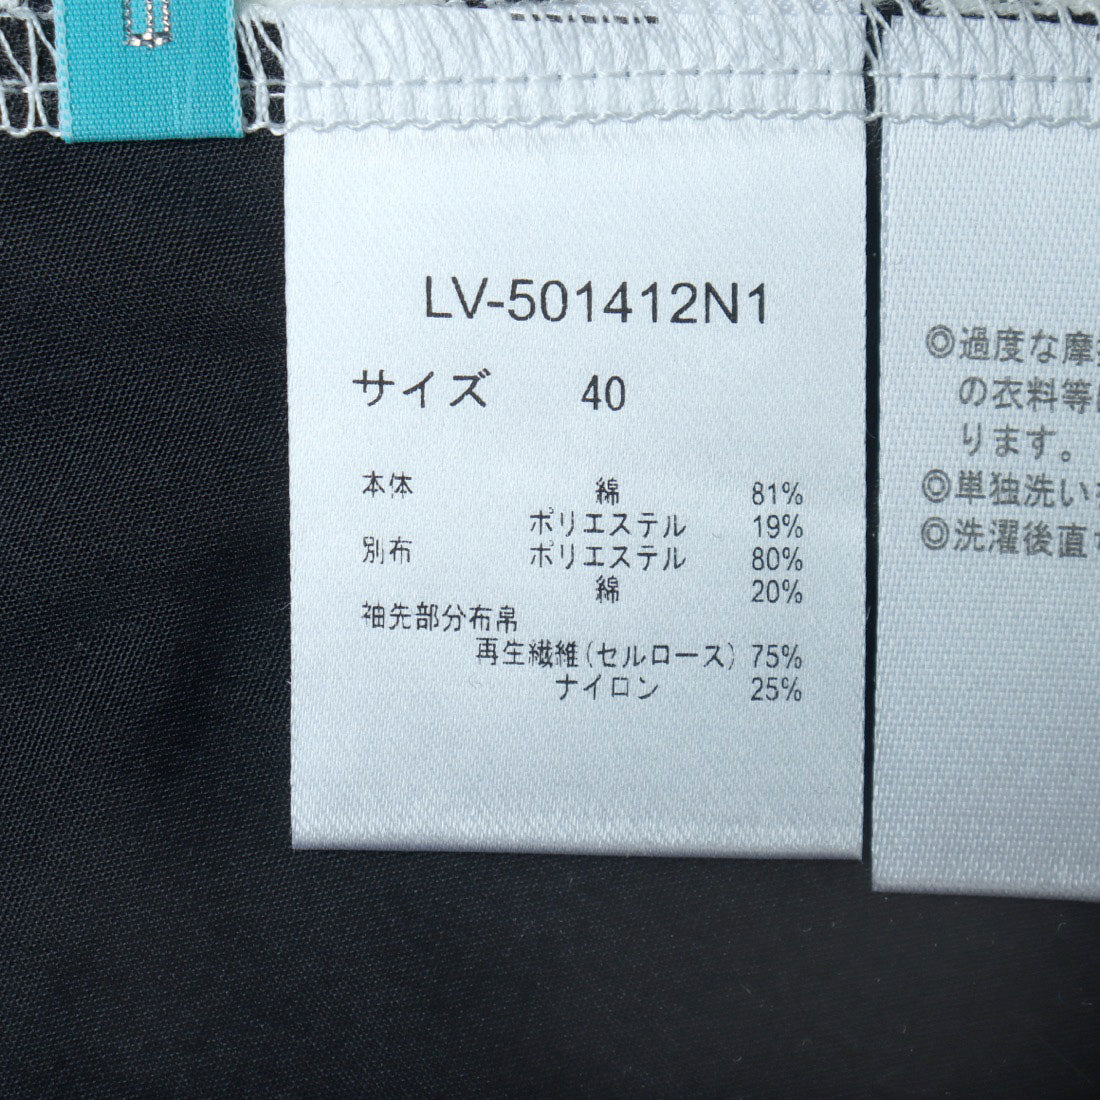 LV-501412N1
サイズ 40
本体 綿 81%
ポリエステル 19%
別布 ポリエステル 80%
綿 20%
袖先部分布帛
再生繊維(セルロース) 75%
ナイロン 25%
◎過度な摩
の衣料等に
ります。
◎単独洗い
◎洗濯後直